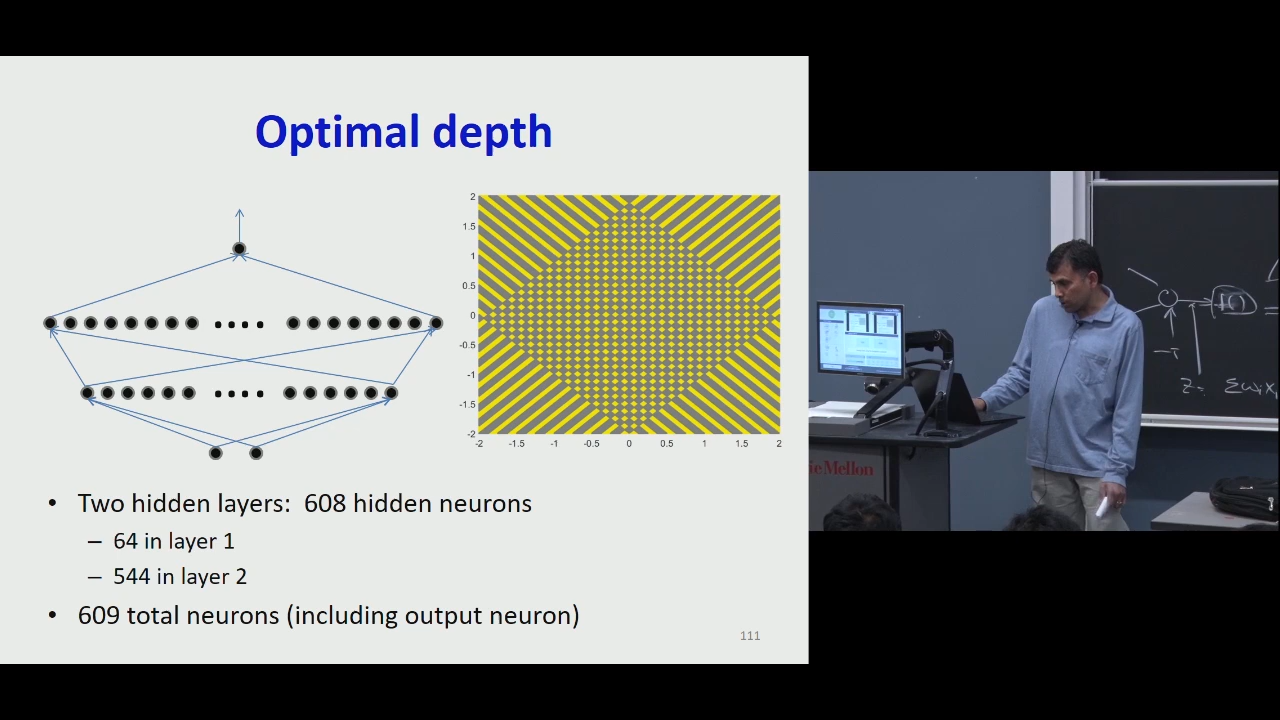 Optimal depth
2
1.5
1
0.5
0
-0.5
-1
-1.5
-2
-2 -1.5 -1 -0.5 0 0.5 1 1.5 2
• Two hidden layers: 608 hidden neurons
– 64 in layer 1
– 544 in layer 2
• 609 total neurons (including output neuron)
111
ie Mellon